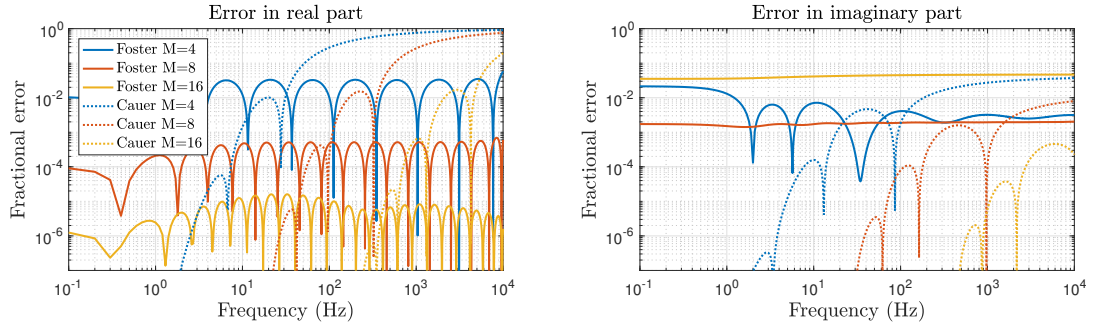 Error in real part
Fractional error
10^0
10^-2
10^-4
10^-6
Foster M=4
Foster M=8
Foster M=16
Cauer M=4
Cauer M=8
Cauer M=16
10^-1 10^0 10^1 10^2 10^3 10^4
Frequency (Hz)
Error in imaginary part
Fractional error
10^0
10^-2
10^-4
10^-6
10^-1 10^0 10^1 10^2 10^3 10^4
Frequency (Hz)